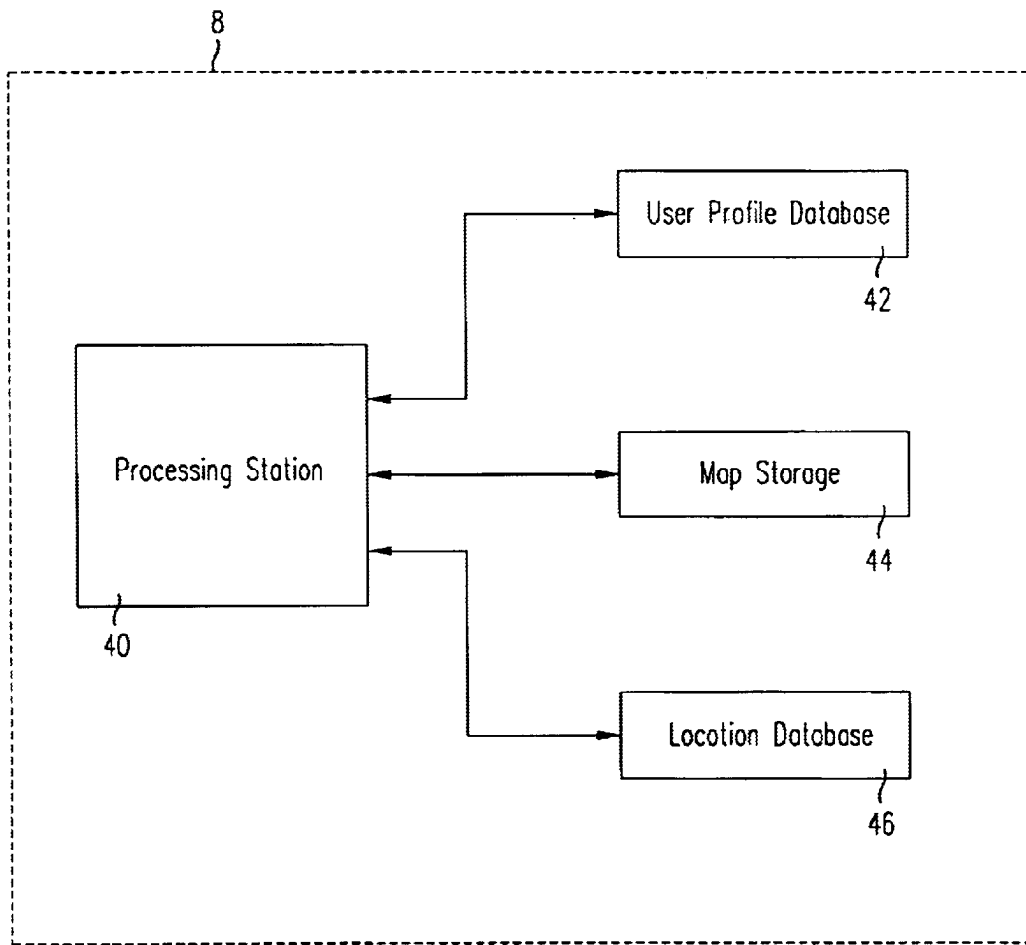 8
User Profile Database
42
Processing Station
40
Map Storage
44
Location Database
46